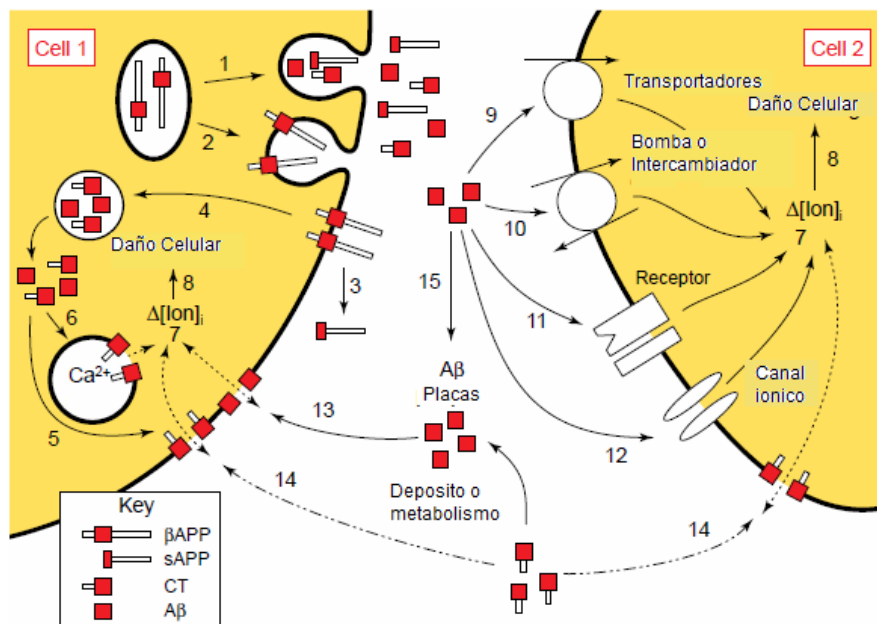 Cell 1
Cell 2
1
2
3
4
Daño Celular
8
Δ[Ion]i
7
6
Ca2+
5
9
Transportadores
Daño Celular
8
Bomba o
Intercambiador
Δ[Ion]i
7
10
15
11
Receptor
Aβ
Placas
Canal
ionico
13
12
14
Deposito o
metabolismo
14
Key
βAPP
sAPP
CT
Aβ